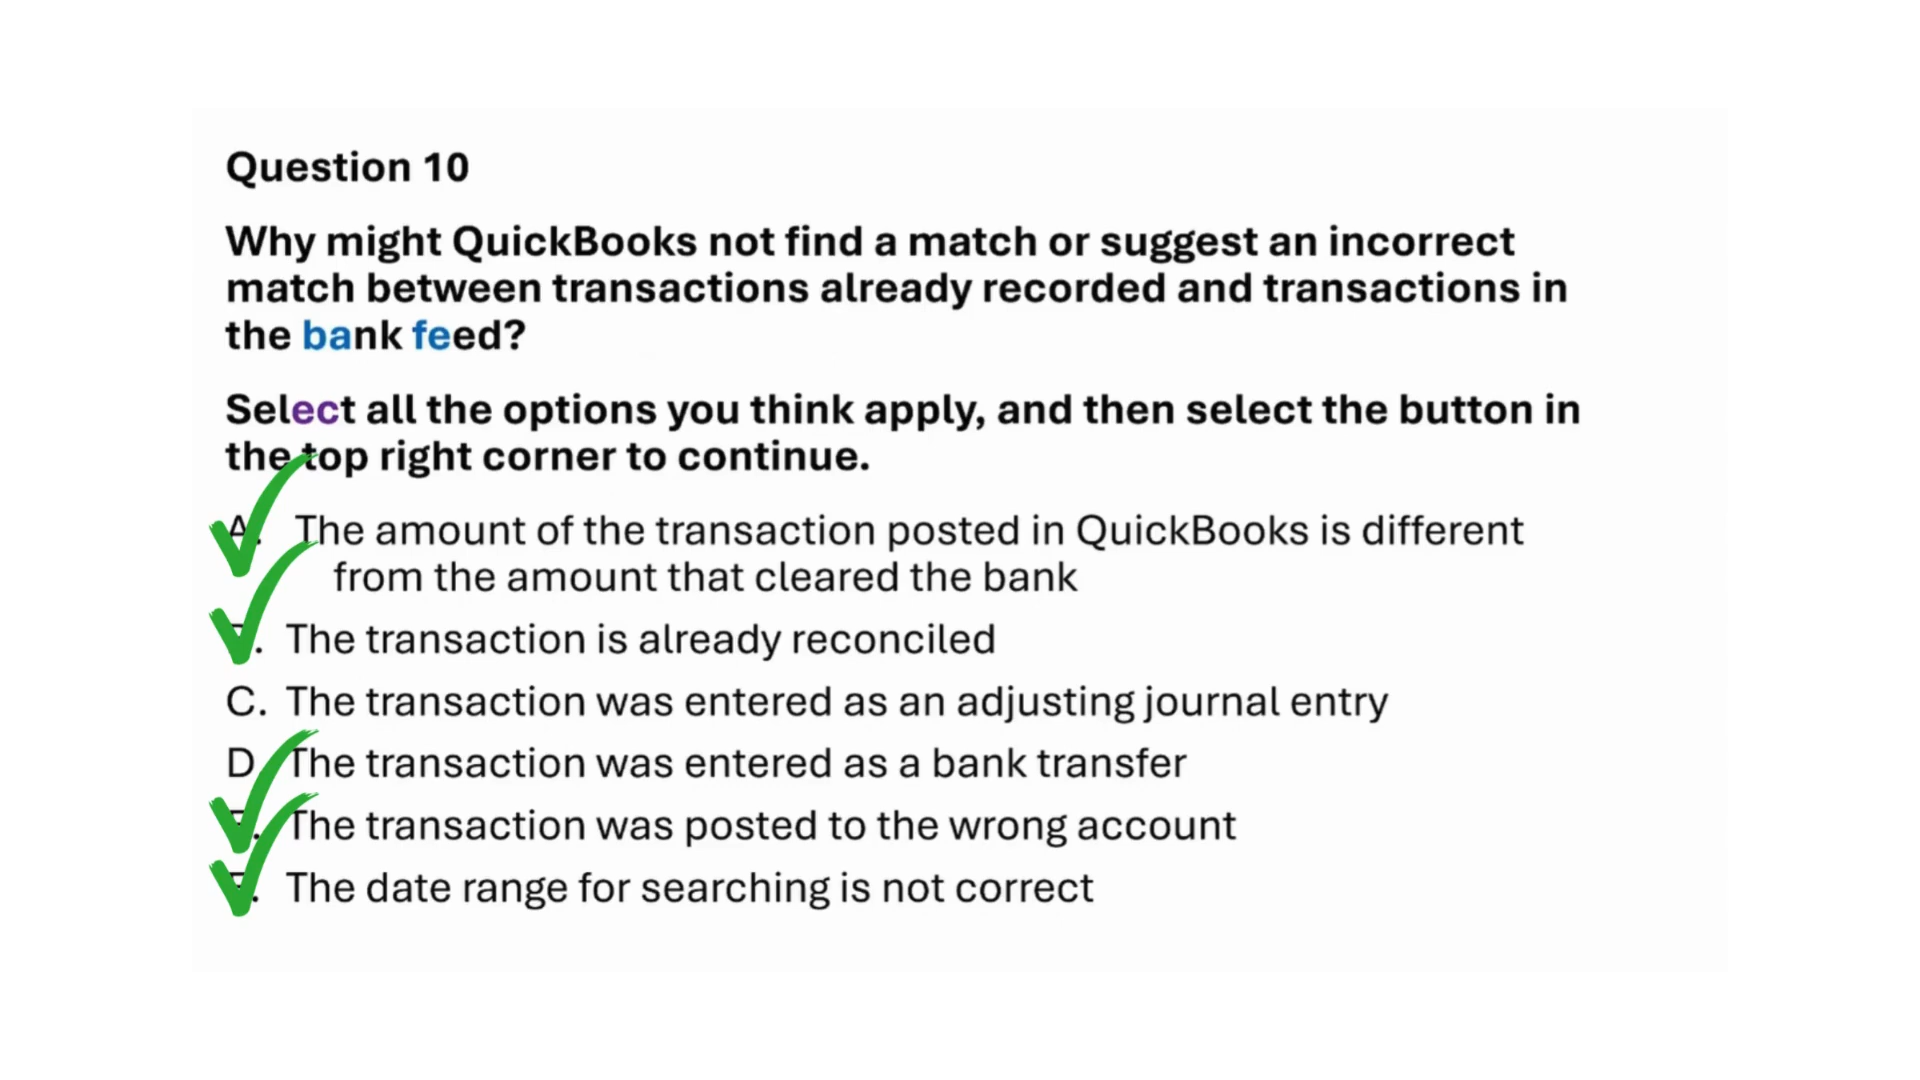 Question 10
Why might QuickBooks not find a match or suggest an incorrect
match between transactions already recorded and transactions in
the bank feed?
Select all the options you think apply, and then select the button in
the top right corner to continue.
A. The amount of the transaction posted in QuickBooks is different
from the amount that cleared the bank
. The transaction is already reconciled
C. The transaction was entered as an adjusting journal entry
D. The transaction was entered as a bank transfer
. The transaction was posted to the wrong account
. The date range for searching is not correct